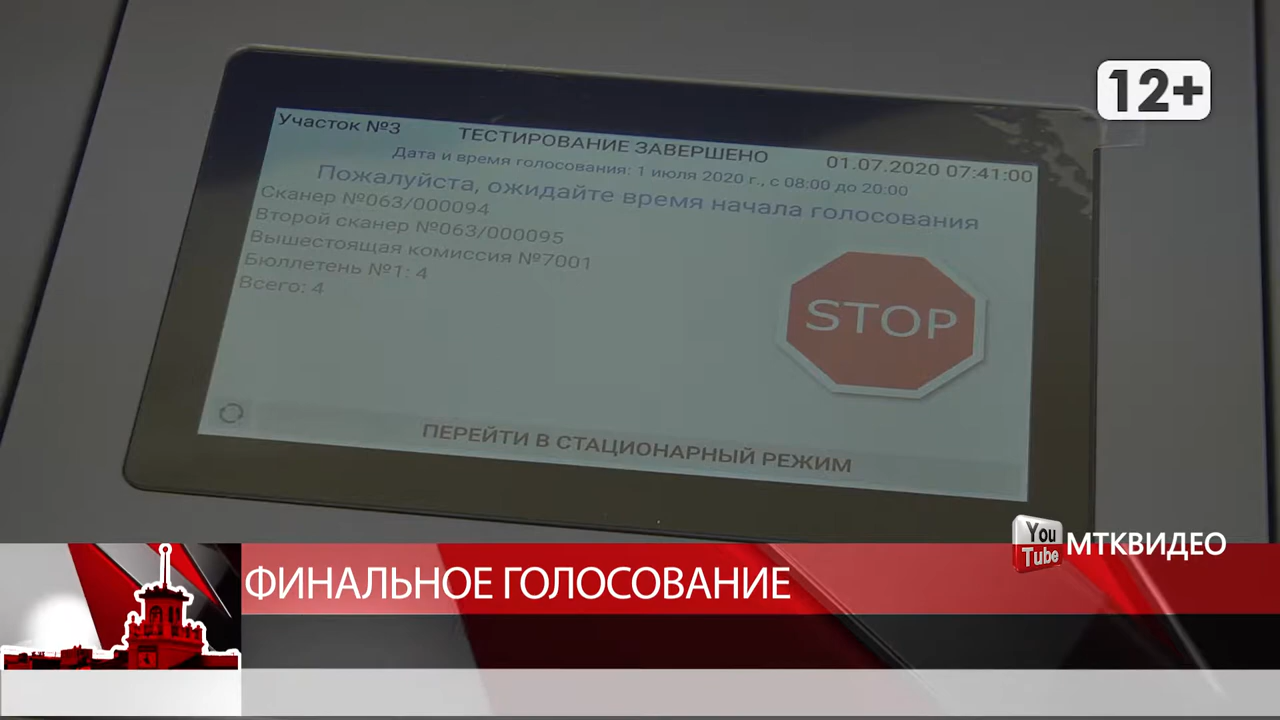 12+
Участок №3
ТЕСТИРОВАНИЕ ЗАВЕРШЕНО
01.07.2020 07:41:00
Дата и время голосования: 1 июля 2020 г., с 08:00 до 20:00
Пожалуйста, ожидайте время начала голосования
Сканер №063/000094
Второй сканер №063/000095
Вышестоящая комиссия №7001
Бюллетень №1: 4
Всего: 4
STOP
ПЕРЕЙТИ В СТАЦИОНАРНЫЙ РЕЖИМ
You
Tube
МТКВИДЕО
ФИНАЛЬНОЕ ГОЛОСОВАНИЕ